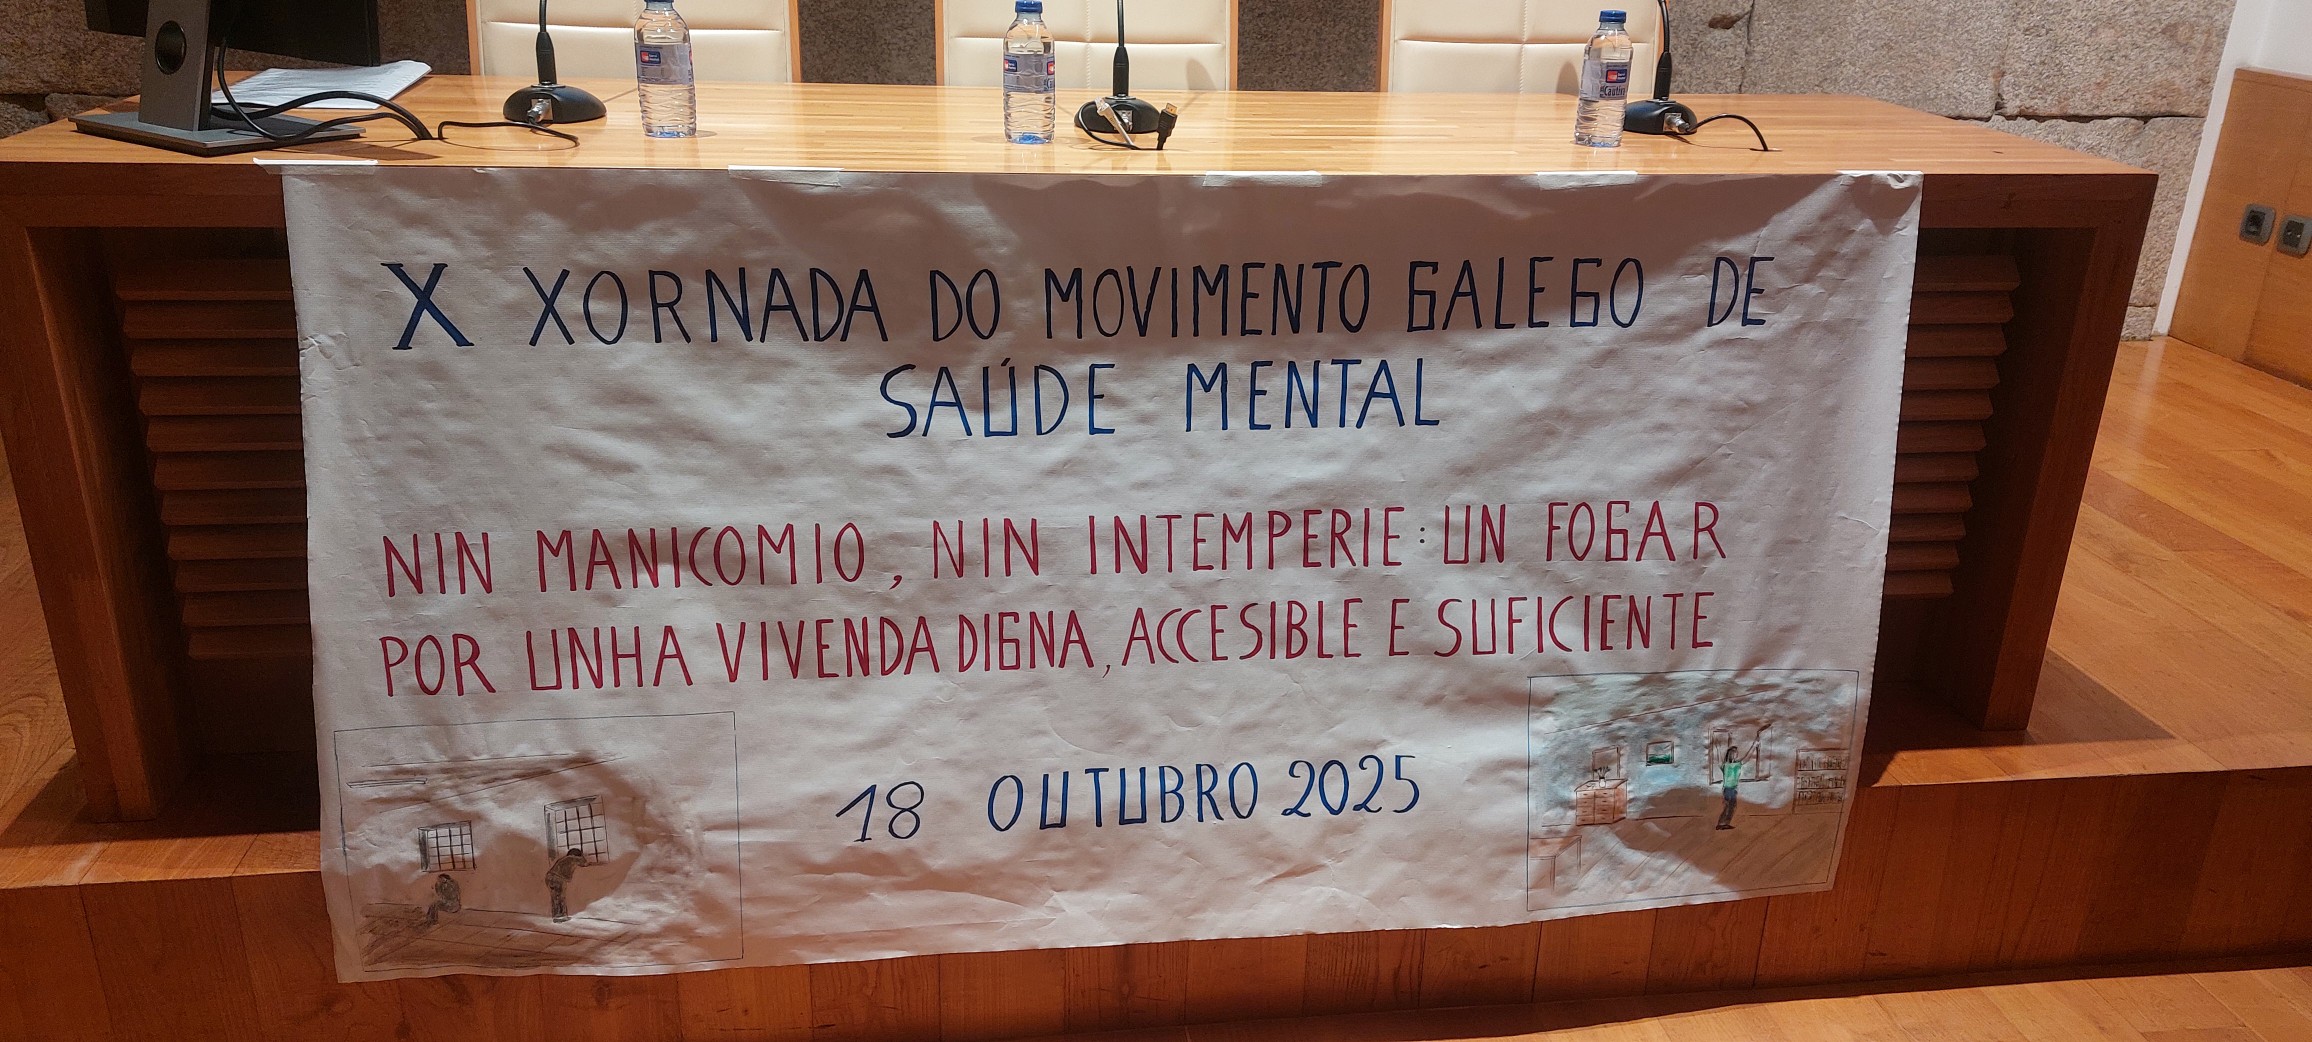 X XORNADA DO MOVIMENTO GALEGO DE
SAÚDE MENTAL
NIN MANICOMIO, NIN INTEMPERIE: UN FOGAR
POR UNHA VIVENDA DIGNA, ACCESIBLE E SUFICIENTE
18 OUTUBRO 2025